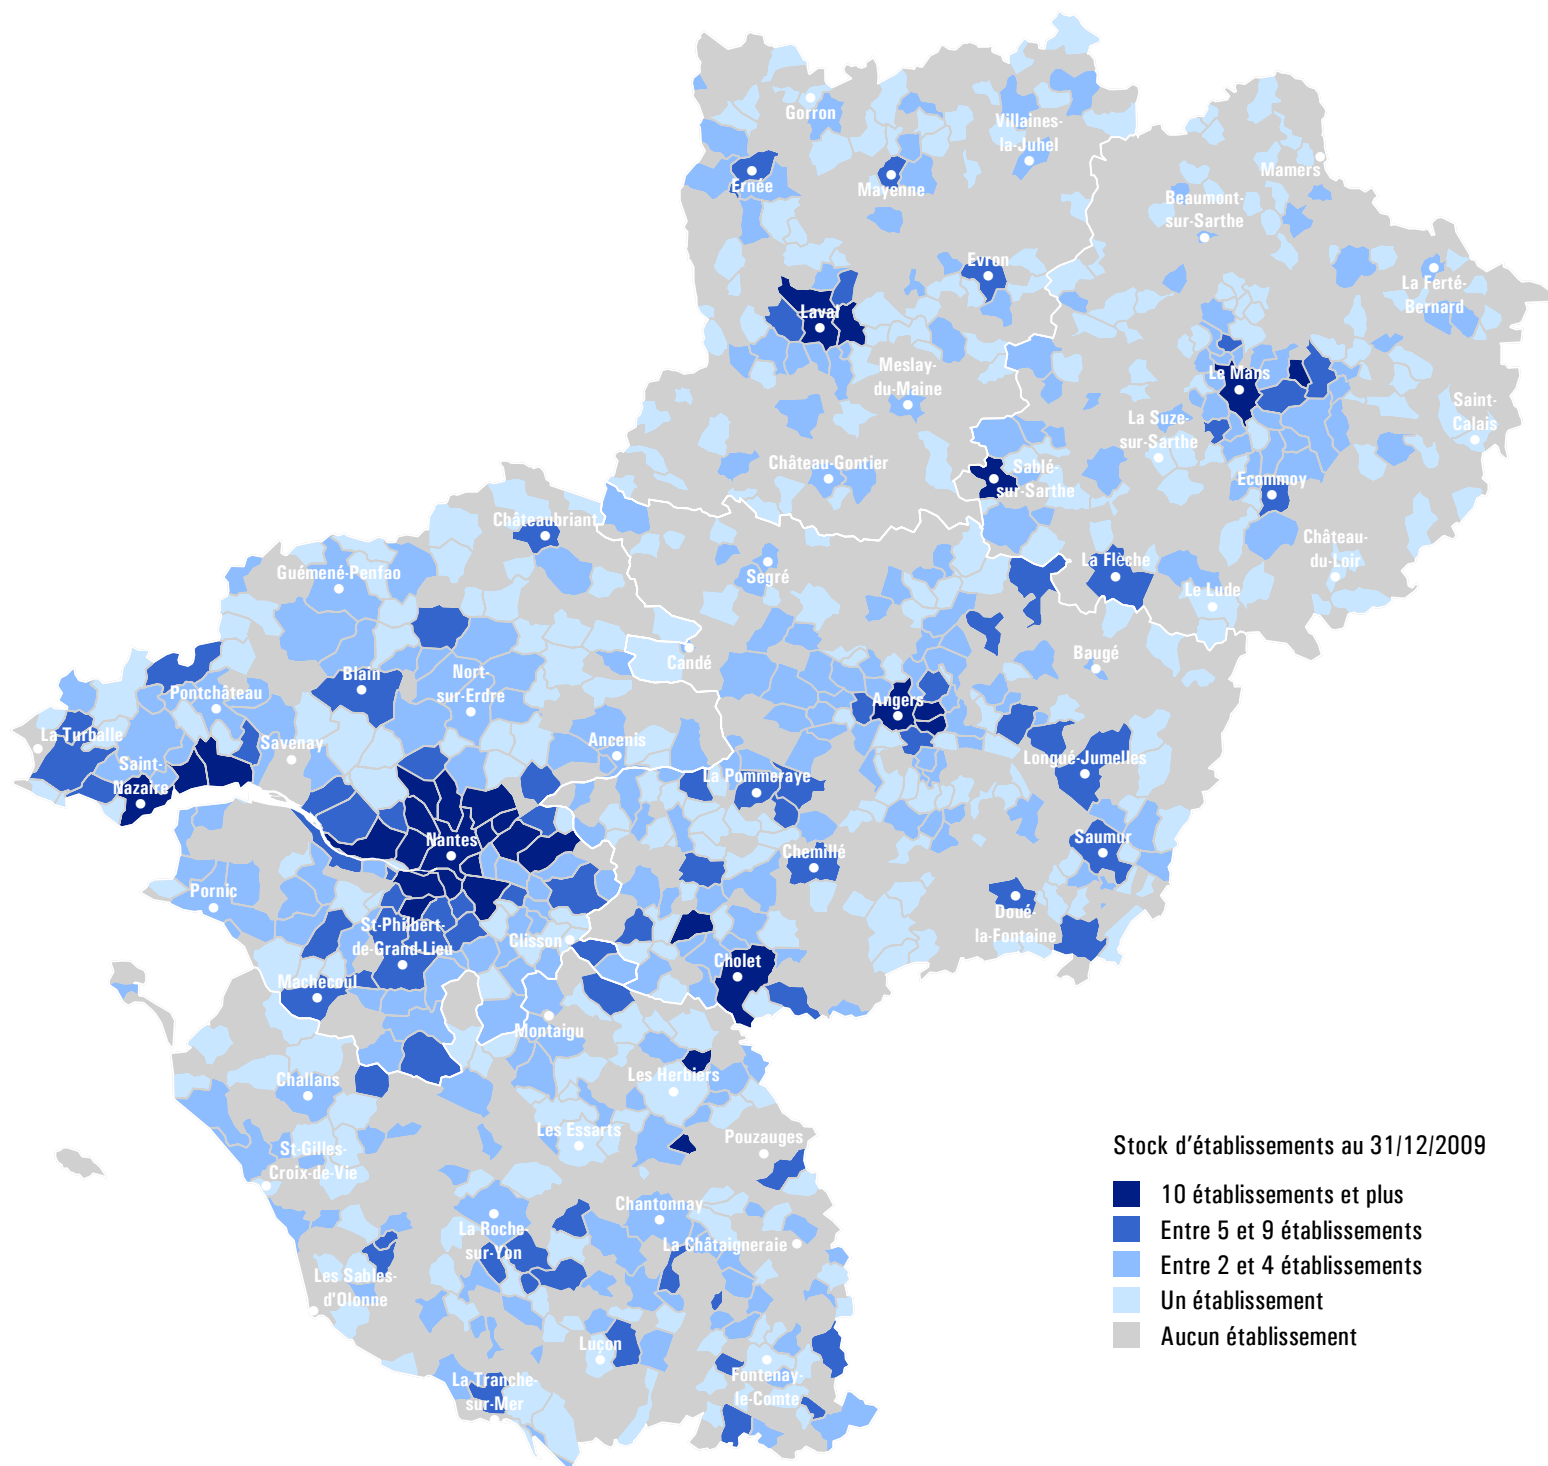 Gorron
Villaines-
la-Juhel
Mamers
Ernée
Mayenne
Beaumont-
sur-Sarthe
Evron
La Ferté-
Bernard
Laval
Meslay-
du-Maine
Le Mans
Saint-
Calais
La Suze-
sur-Sarthe
Château-Gontier
Sablé-
sur-Sarthe
Ecommoy
Châteaubriant
Château-
du-Loir
La Flèche
Guémené-Penfao
Segré
Le Lude
Candé
Baugé
Blain
Nort-
sur-Erdre
Pontchâteau
Angers
La Turballe
Savenay
Ancenis
Longué-Jumelles
Saint-
Nazaire
La Pommeraye
Nantes
Chemillé
Saumur
Pornic
Doué-
la-Fontaine
St-Philbert-
de-Grand-Lieu
Clisson
Cholet
Machecoul
Montaigu
Challans
Les Herbiers
Les Essarts
Pouzauges
St-Gilles-
Croix-de-Vie
Chantonnay
La Roche-
sur-Yon
La Châtaigneraie
Les Sables-
d'Olonne
Luçon
La Tranche-
sur-Mer
Fontenay-
le-Comte
Stock d'établissements au 31/12/2009
10 établissements et plus
Entre 5 et 9 établissements
Entre 2 et 4 établissements
Un établissement
Aucun établissement